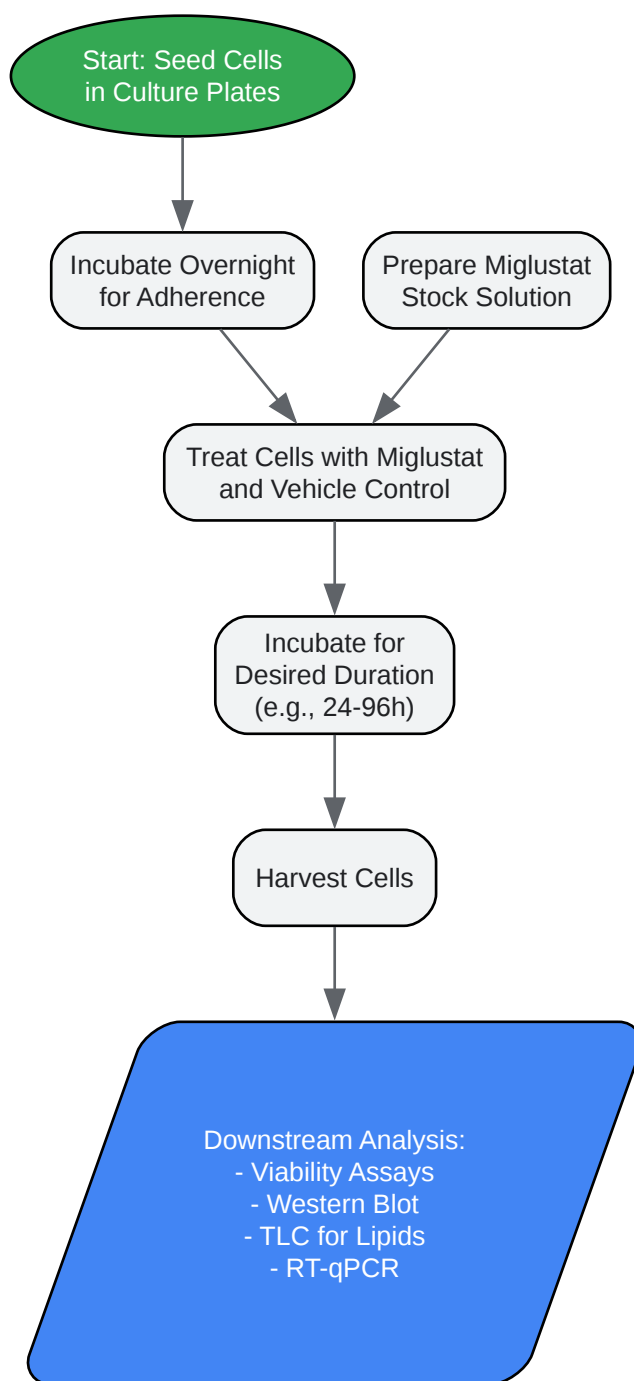 Start: Seed Cells
in Culture Plates
Incubate Overnight
for Adherence
Prepare Miglustat
Stock Solution
Treat Cells with Miglustat
and Vehicle Control
Incubate for
Desired Duration
(e.g., 24-96h)
Harvest Cells
Downstream Analysis:
- Viability Assays
- Western Blot
- TLC for Lipids
- RT-qPCR